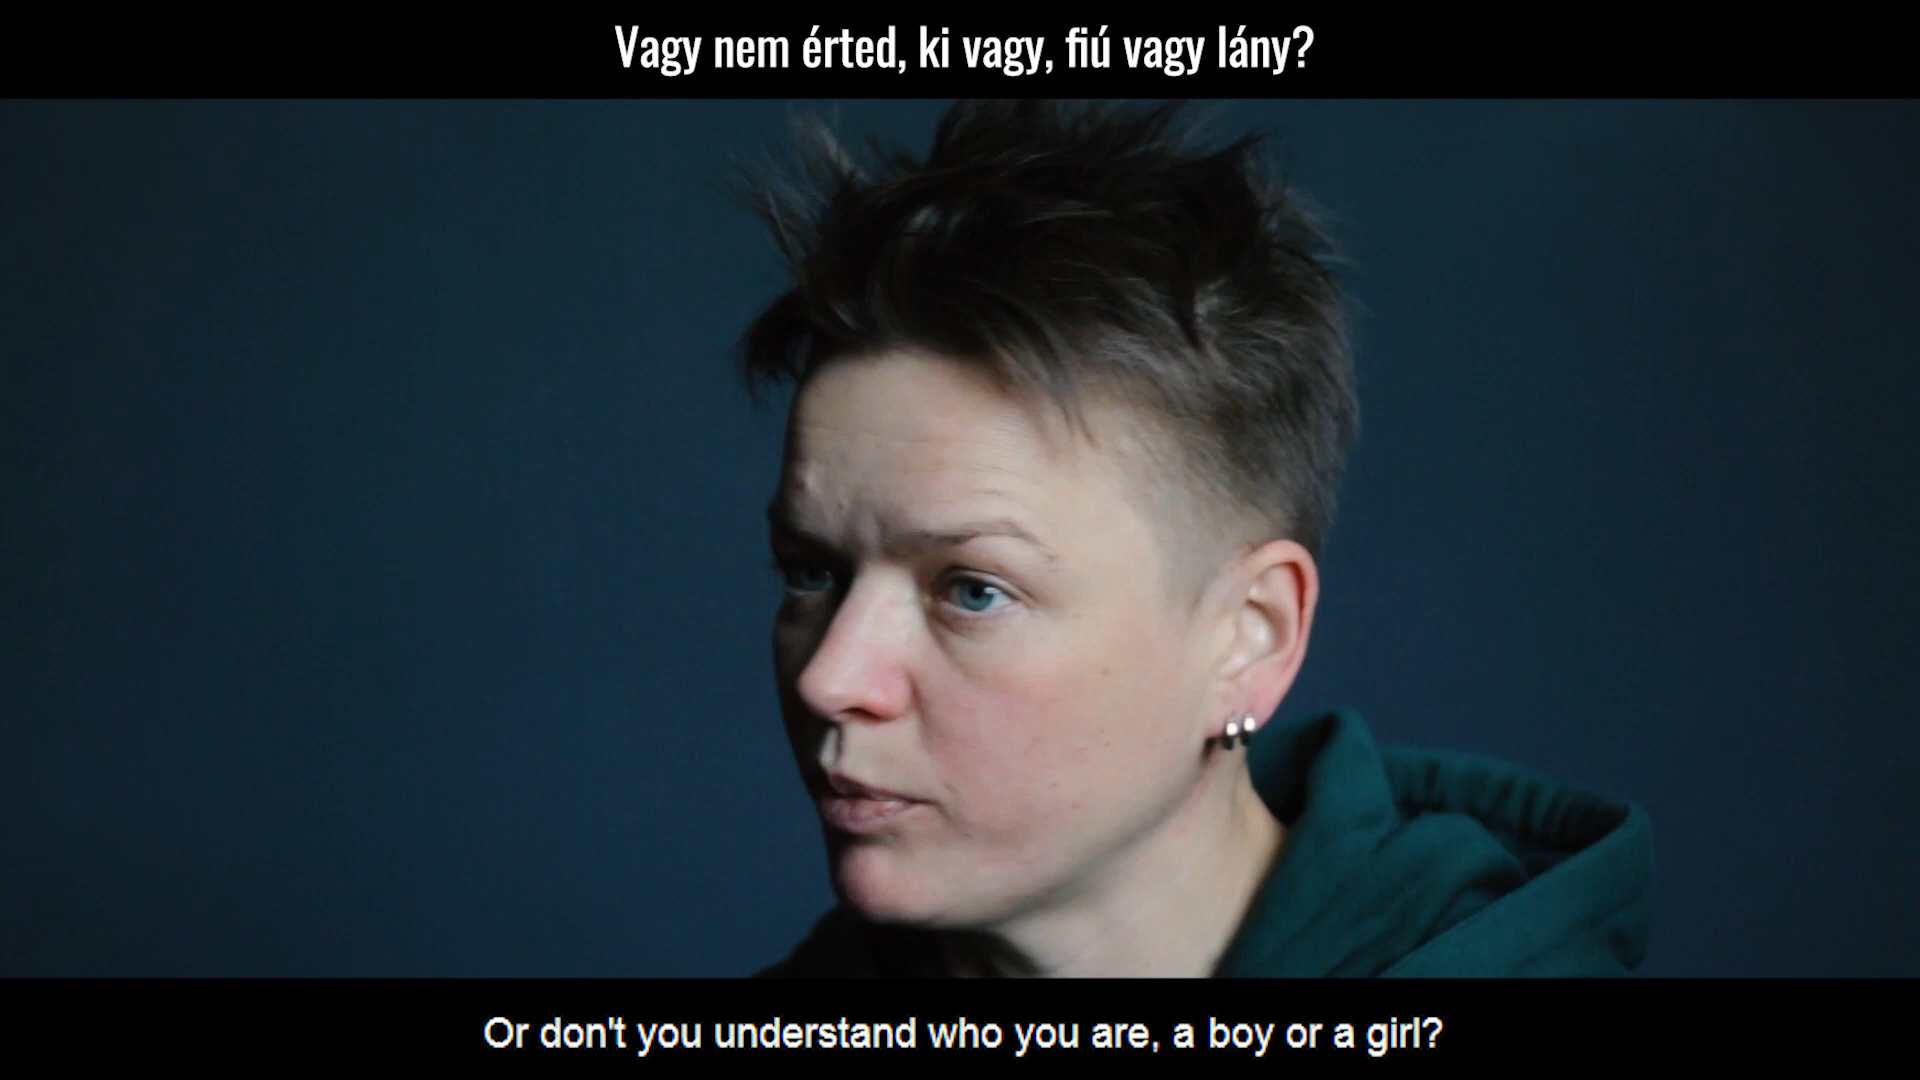 Vagy nem érted, ki vagy, fiú vagy lány?
Or don't you understand who you are, a boy or a girl?